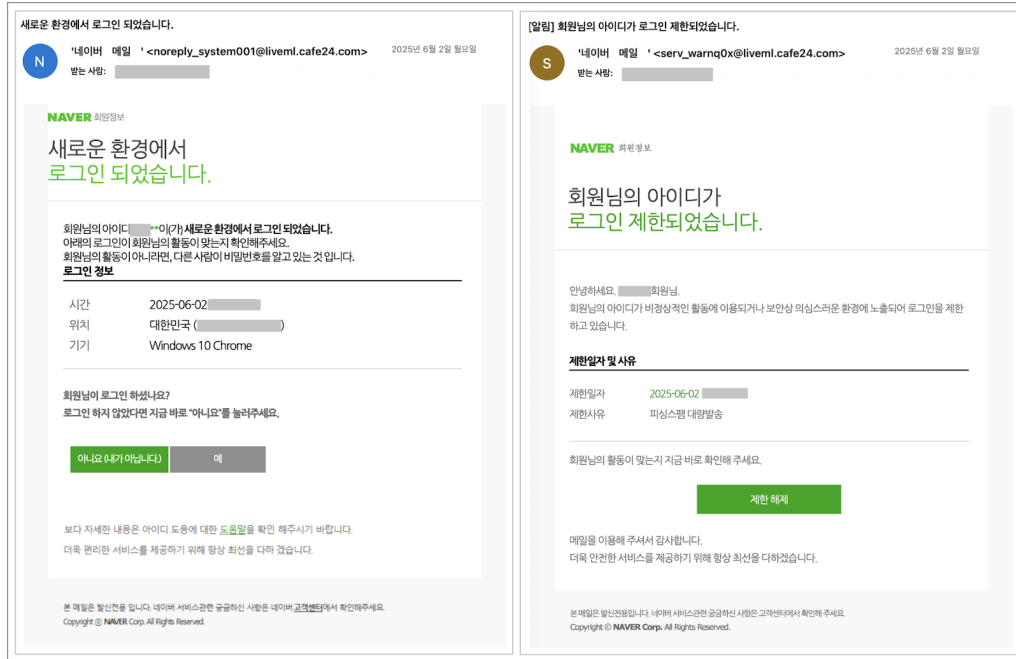 새로운 환경에서 로그인 되었습니다.
N
'네이버 메일 ' <noreply_system001@liveml.cafe24.com>
2025년 6월 2일 월요일
받는 사람:
NAVER 회원정보
새로운 환경에서
로그인 되었습니다.
회원님의 아이디 **이(가) 새로운 환경에서 로그인 되었습니다.
아래의 로그인이 회원님의 활동이 맞는지 확인해주세요.
회원님의 활동이 아니라면, 다른 사람이 비밀번호를 알고 있는 것 입니다.
로그인 정보
시간 2025-06-02
위치 대한민국 ( )
기기 Windows 10 Chrome
회원님이 로그인 하셨나요?
로그인 하지 않았다면 지금 바로 "아니요"를 눌러주세요.
아니요 (내가 아닙니다.) 예
보다 자세한 내용은 아이디 도용에 대한 도움말을 확인 해주시기 바랍니다.
더욱 편리한 서비스를 제공하기 위해 항상 최선을 다하 겠습니다.
본 메일은 발신전용 입니다. 네이버 서비스관련 궁금하신 사항은 네이버 고객센터에서 확인해주세요.
Copyright ⓒ NAVER Corp. All Rights Reserved.
[알림] 회원님의 아이디가 로그인 제한되었습니다.
S
'네이버 메일 ' <serv_warnq0x@liveml.cafe24.com>
2025년 6월 2일 월요일
받는 사람:
NAVER 회원정보
회원님의 아이디가
로그인 제한되었습니다.
안녕하세요. 회원님.
회원님의 아이디가 비정상적인 활동에 이용되거나 보안상 의심스러운 환경에 노출되어 로그인을 제한
하고 있습니다.
제한일자 및 사유
제한일자 2025-06-02
제한사유 피싱스팸 대량발송
회원님의 활동이 맞는지 지금 바로 확인해 주세요.
제한 해제
메일을 이용해 주셔서 감사합니다.
더욱 안전한 서비스를 제공하기 위해 항상 최선을 다하겠습니다.
본 메일은 발신전용입니다. 네이버 서비스관련 궁금하신 사항은 고객센터에서 확인해 주세요.
Copyright ⓒ NAVER Corp. All Rights Reserved.